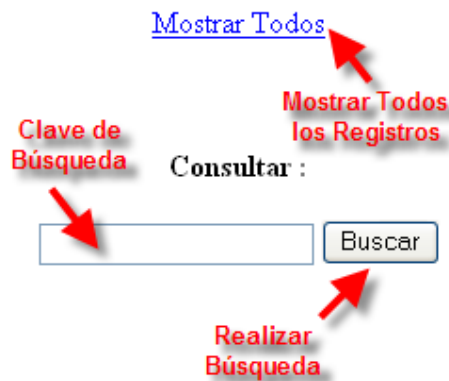 Mostrar Todos
Mostrar Todos
los Registros
Clave de
Búsqueda
Consultar :
Buscar
Realizar
Búsqueda